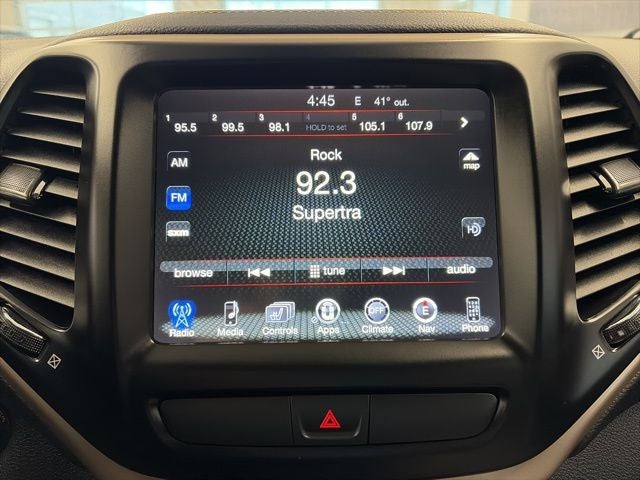 4:45 E 41° out.
1 95.5 2 99.5 3 98.1 4 HOLD to set 5 105.1 6 107.9
AM Rock map
FM 92.3
sxm Supertra
browse tune audio
Radio Media Controls Apps OFF Climate E Nav Phone